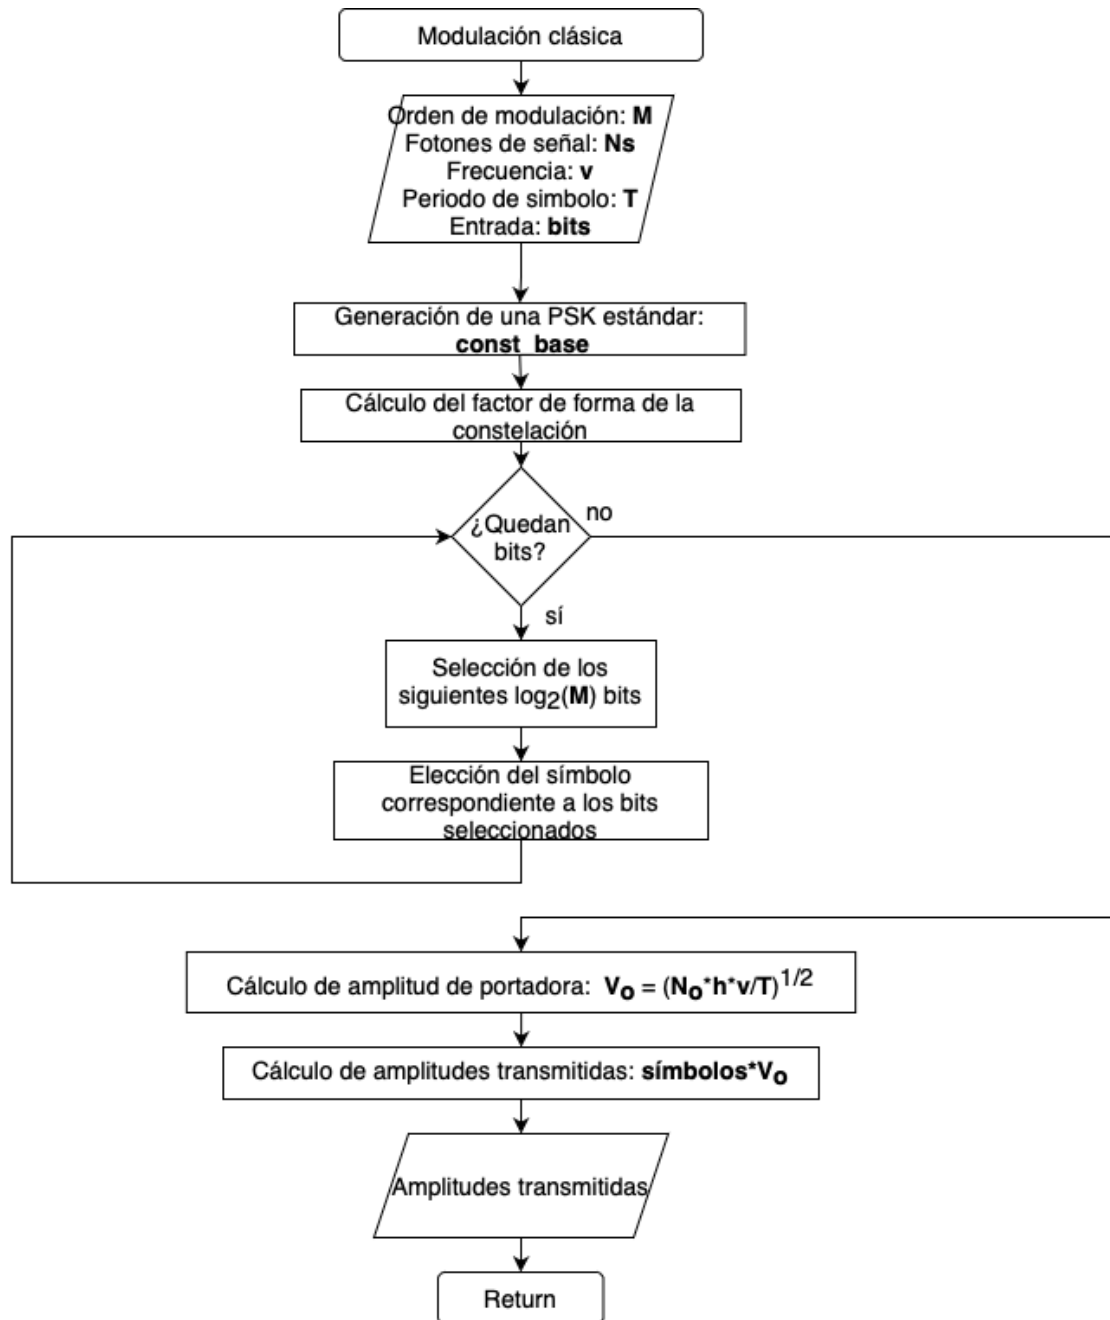 Modulación clásica
Orden de modulación: M
Fotones de señal: Ns
Frecuencia: v
Periodo de simbolo: T
Entrada: bits
Generación de una PSK estándar:
const_base
Cálculo del factor de forma de la
constelación
¿Quedan
bits?
no
sí
Selección de los
siguientes log₂(M) bits
Elección del símbolo
correspondiente a los bits
seleccionados
Cálculo de amplitud de portadora: Vₒ = (Nₒ*h*v/T)^1/2
Cálculo de amplitudes transmitidas: símbolos*Vₒ
Amplitudes transmitidas
Return